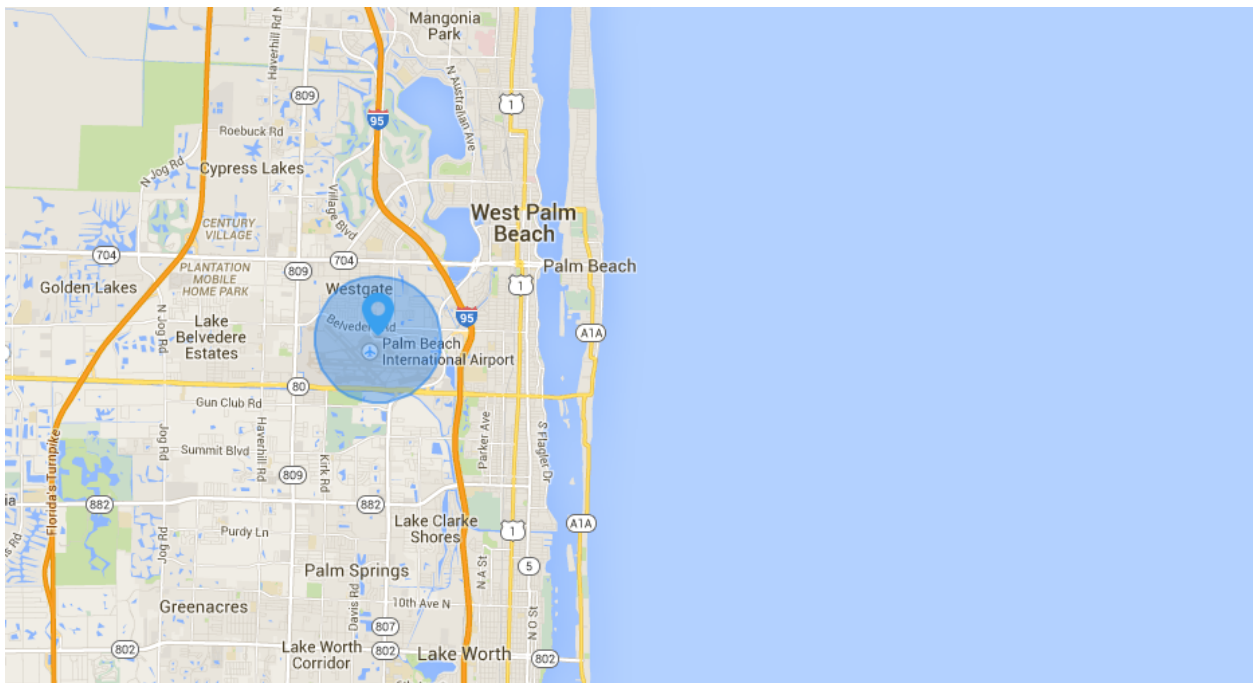 Mangonia
Park
Haverhill Rd N
809
N Australian Ave
1
95
Roebuck Rd
Cypress Lakes
N Jog Rd
Village Blvd
West Palm
Beach
CENTURY
VILLAGE
704
704
809
Palm Beach
PLANTATION
MOBILE
HOME PARK
Golden Lakes
Westgate
1
N Jog Rd
Lake
Belvedere
Estates
95
A1A
Palm Beach
International Airport
80
Gun Club Rd
Florida's Turnpike
Jog Rd
Haverhill Rd
Summit Blvd
Parker Ave
S Flagler Dr
809
Kirk Rd
882
882
Lake Clarke
Shores
1
A1A
Purdy Ln
Jog Rd
Palm Springs
N A St
5
Greenacres
Davis Rd
10th Ave N
N O St
807
802
Lake Worth
Corridor
802
Lake Worth
802